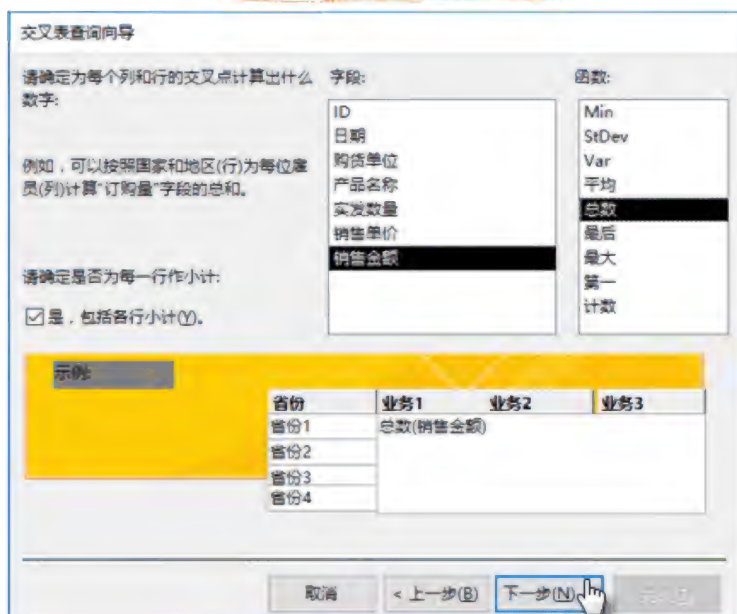 交叉表查询向导
请确定为每个列和行的交叉点计算出什么
数字:
例如，可以按照国家和地区(行)为每位雇
员(列)计算"订购量"字段的总和。
请确定是否为每一行作小计:
是，包括各行小计(Y)。
字段:
ID
日期
购货单位
产品名称
实发数量
销售单价
销售金额
函数:
Min
StDev
Var
平均
总数
最后
最大
第一
计数
示例:
省份 业务1 业务2 业务3
省份1 总数(销售金额)
省份2
省份3
省份4
取消 < 上一步(B) 下一步(N)